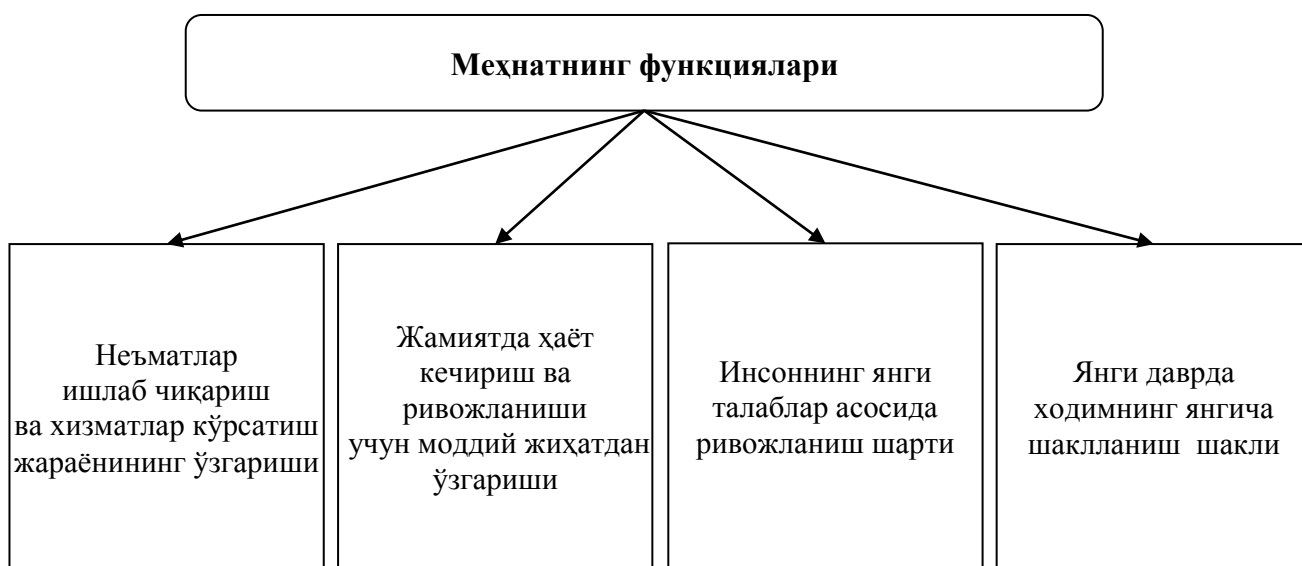 Меҳнатнинг функциялари
Неъматлар
ишлаб чиқариш
ва хизматлар кўрсатиш
жараёнининг ўзгариши
Жамиятда ҳаёт
кечириш ва
ривожланиши
учун моддий жиҳатдан
ўзгариши
Инсоннинг янги
талаблар асосида
ривожланиш шарти
Янги даврда
ходимнинг янгича
шаклланиш шакли